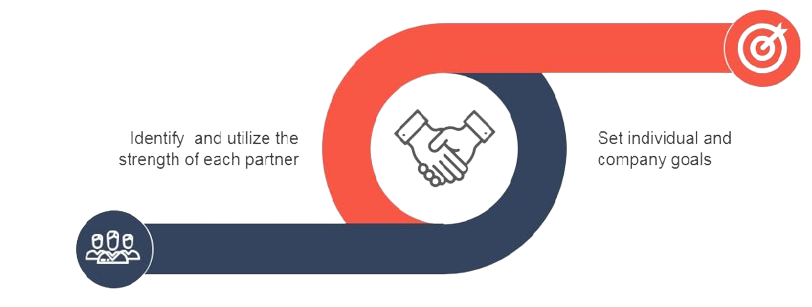 Identify and utilize the
strength of each partner
Set individual and
company goals